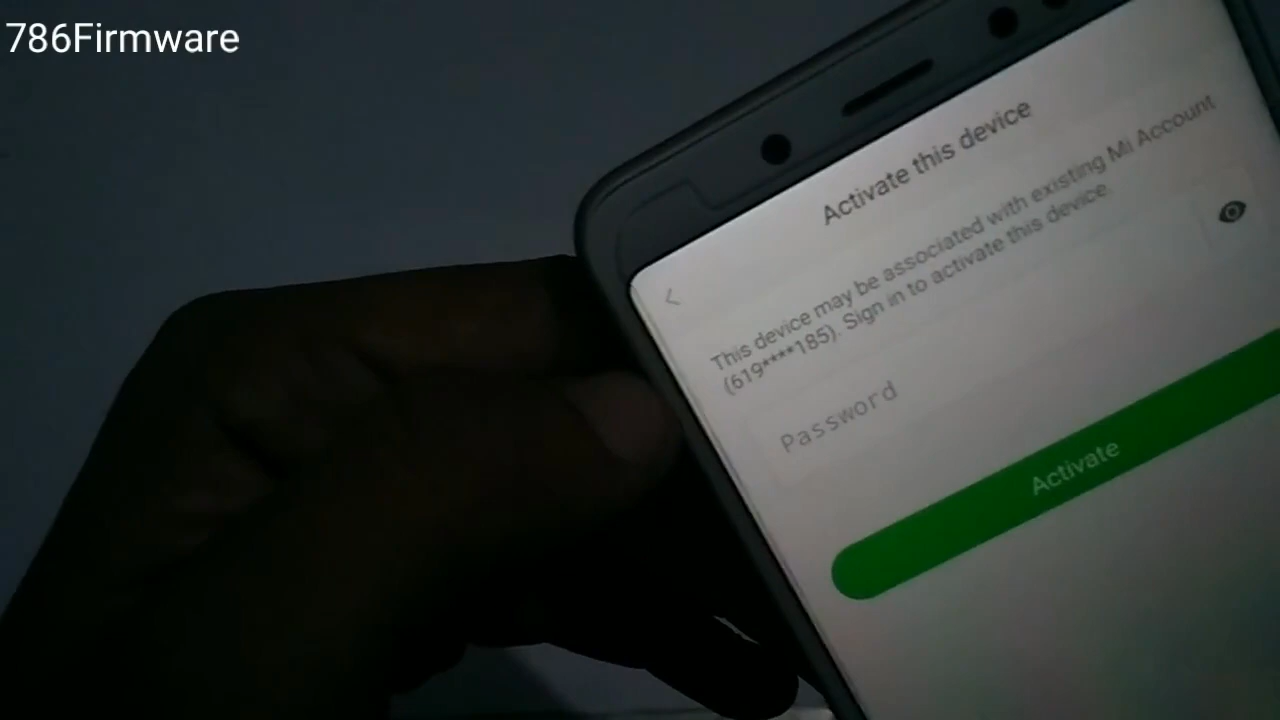 786Firmware
Activate this device
This device may be associated with existing Mi Account
(619****185). Sign in to activate this device.
Password
Activate